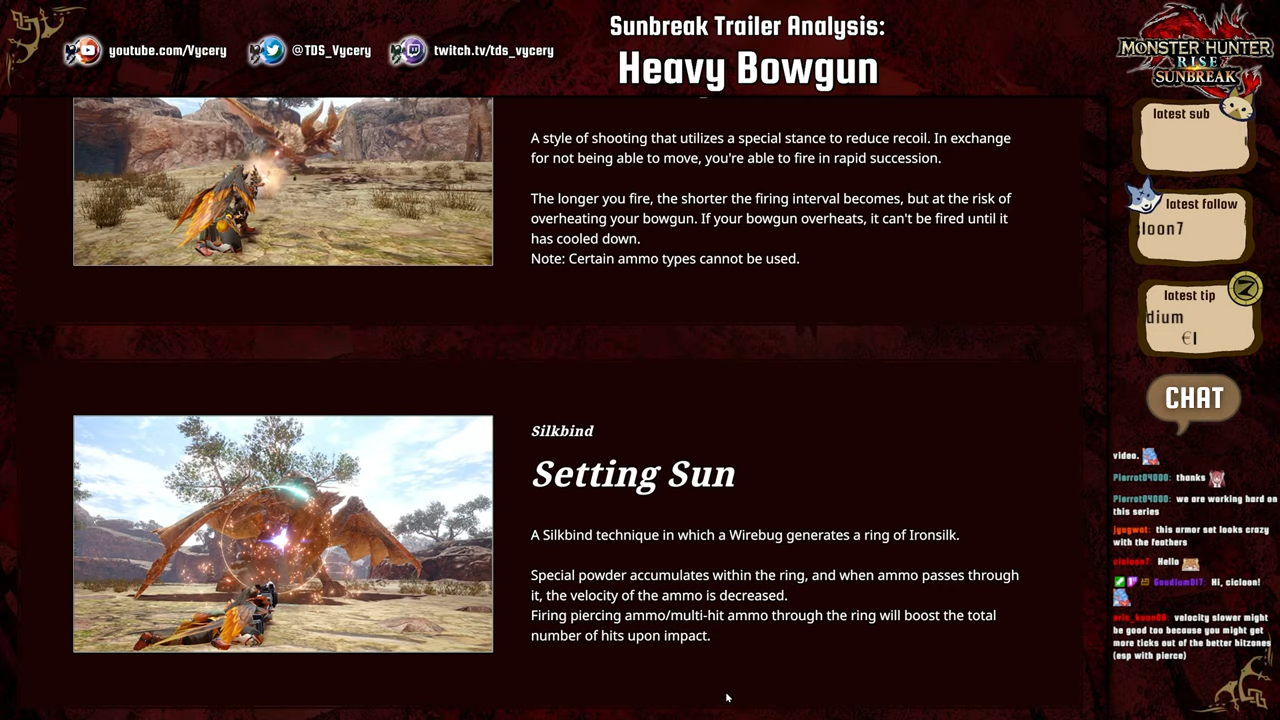 youtube.com/Vycery
@TDS_Vycery
twitch.tv/tds_vycery
Sunbreak Trailer Analysis:
Heavy Bowgun
MONSTER HUNTER
RISE
SUNBREAK
A style of shooting that utilizes a special stance to reduce recoil. In exchange
for not being able to move, you're able to fire in rapid succession.
The longer you fire, the shorter the firing interval becomes, but at the risk of
overheating your bowgun. If your bowgun overheats, it can't be fired until it
has cooled down.
Note: Certain ammo types cannot be used.
Silkbind
Setting Sun
A Silkbind technique in which a Wirebug generates a ring of Ironsilk.
Special powder accumulates within the ring, and when ammo passes through
it, the velocity of the ammo is decreased.
Firing piercing ammo/multi-hit ammo through the ring will boost the total
number of hits upon impact.
latest sub
latest follow
loon7
latest tip
dium
€1
CHAT
video.
Pierrot04000: thanks
Pierrot04000: we are working hard on
this series
jgugwat: this armor set looks crazy
with the feathers
cicloon7: Hello
Goudium017: Hi, cicloon!
velocity slower might
be good too because you might get
more ticks out of the better hitzones
(esp with pierce)